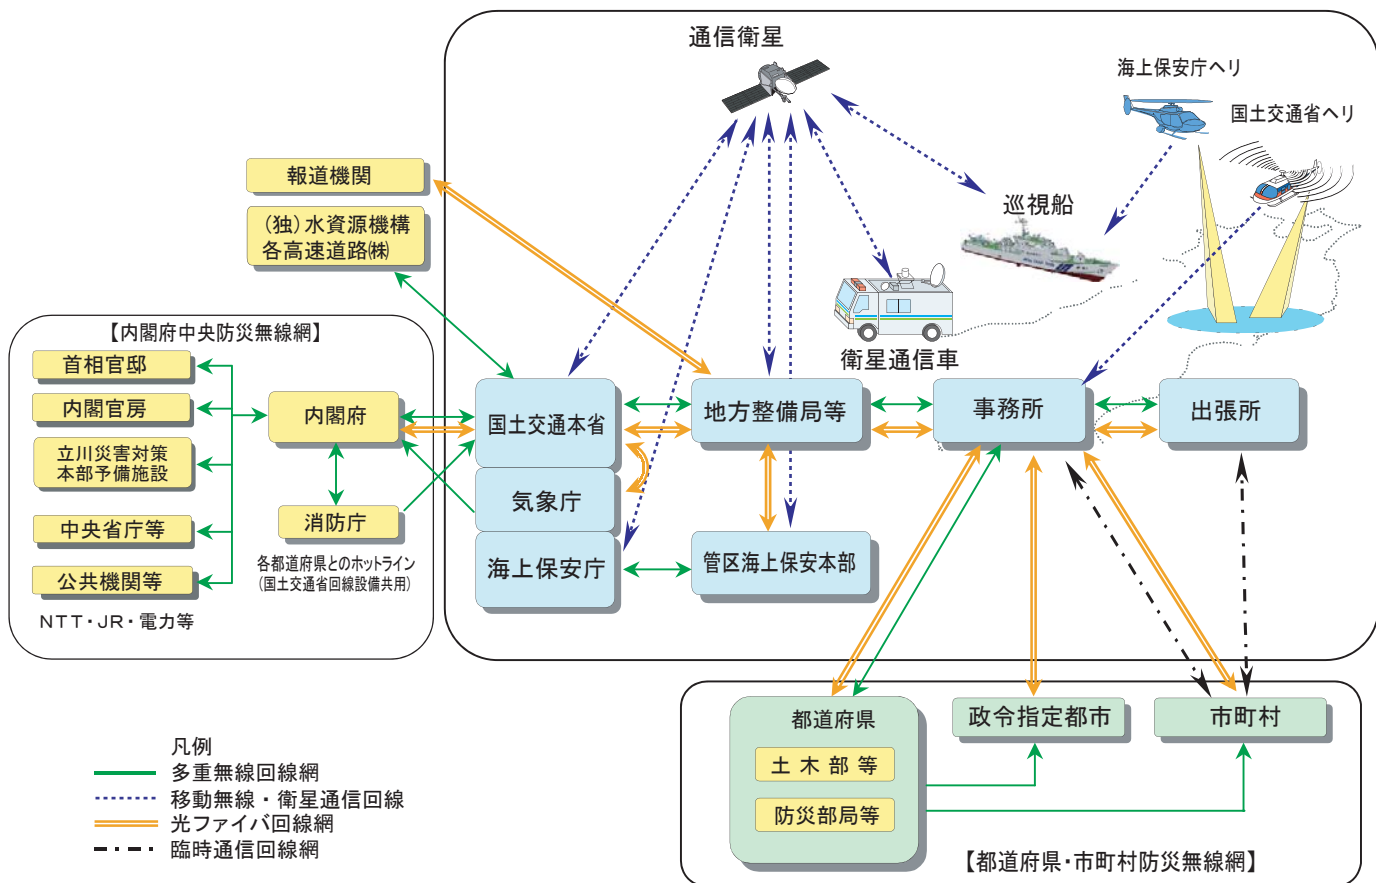 通信衛星
海上保安庁ヘリ
国土交通省ヘリ
報道機関
(独)水資源機構
各高速道路㈱
巡視船
衛星通信車
【内閣府中央防災無線網】
首相官邸
内閣官房
立川災害対策
本部予備施設
中央省庁等
公共機関等
NTT・JR・電力等
内閣府
消防庁
各都道府県とのホットライン
(国土交通省回線設備共用)
国土交通本省
気象庁
海上保安庁
地方整備局等
管区海上保安本部
事務所
出張所
都道府県
土木部等
防災部局等
政令指定都市
市町村
【都道府県・市町村防災無線網】
凡例
多重無線回線網
移動無線・衛星通信回線
光ファイバ回線網
臨時通信回線網